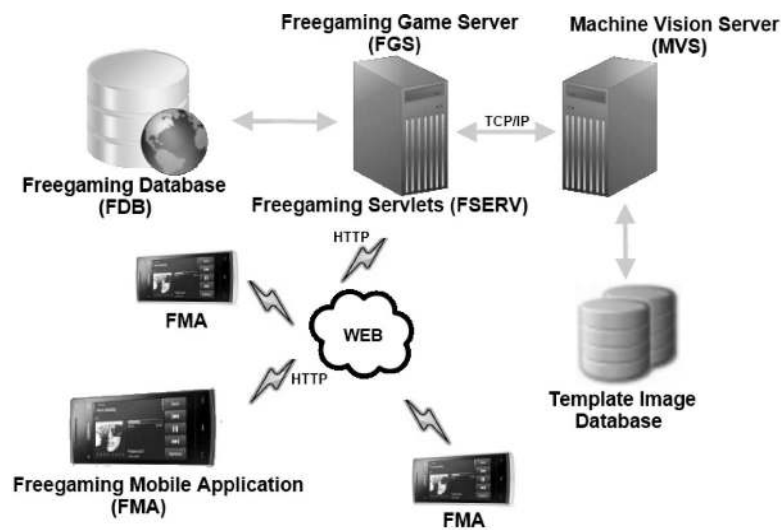 Freegaming Game Server
(FGS)
Machine Vision Server
(MVS)
TCP/IP
Freegaming Database
(FDB)
Freegaming Servlets (FSERV)
HTTP
FMA
WEB
HTTP
Template Image
Database
Freegaming Mobile Application
(FMA)
FMA